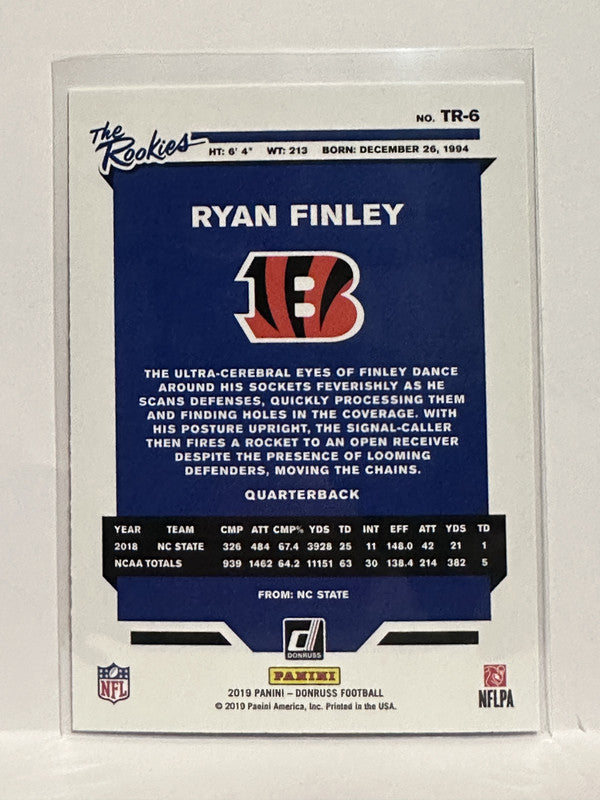 NO. TR-6
The
Rookies
HT: 6' 4" WT: 213 BORN: DECEMBER 26, 1994
RYAN FINLEY
B
THE ULTRA-CEREBRAL EYES OF FINLEY DANCE
AROUND HIS SOCKETS FEVERISHLY AS HE
SCANS DEFENSES, QUICKLY PROCESSING THEM
AND FINDING HOLES IN THE COVERAGE. WITH
HIS POSTURE UPRIGHT, THE SIGNAL-CALLER
THEN FIRES A ROCKET TO AN OPEN RECEIVER
DESPITE THE PRESENCE OF LOOMING
DEFENDERS, MOVING THE CHAINS.
QUARTERBACK
YEAR TEAM CMP ATT CMP% YDS TD INT EFF ATT YDS TD
2018 NC STATE 326 484 67.4 3928 25 11 148.0 42 21 1
NCAA TOTALS 939 1462 64.2 11151 63 30 138.4 214 382 5
FROM: NC STATE
d
DONRUSS
PANINI
2019 PANINI – DONRUSS FOOTBALL
© 2019 Panini America, Inc. Printed in the USA.
NFL
NFLPA